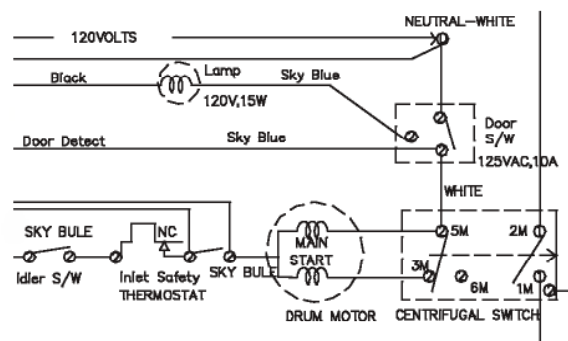 NEUTRAL-WHITE
120VOLTS
Lamp
Black
Sky Blue
120V,15W
Door
S/W
125VAC,10A
Door Detect
Sky Blue
WHITE
SKY BULE
NC
MAIN
5M
2M
Idler S/W
Inlet Safety
THERMOSTAT
SKY BULE
START
3M
6M
1M
DRUM MOTOR
CENTRIFUGAL SWITCH